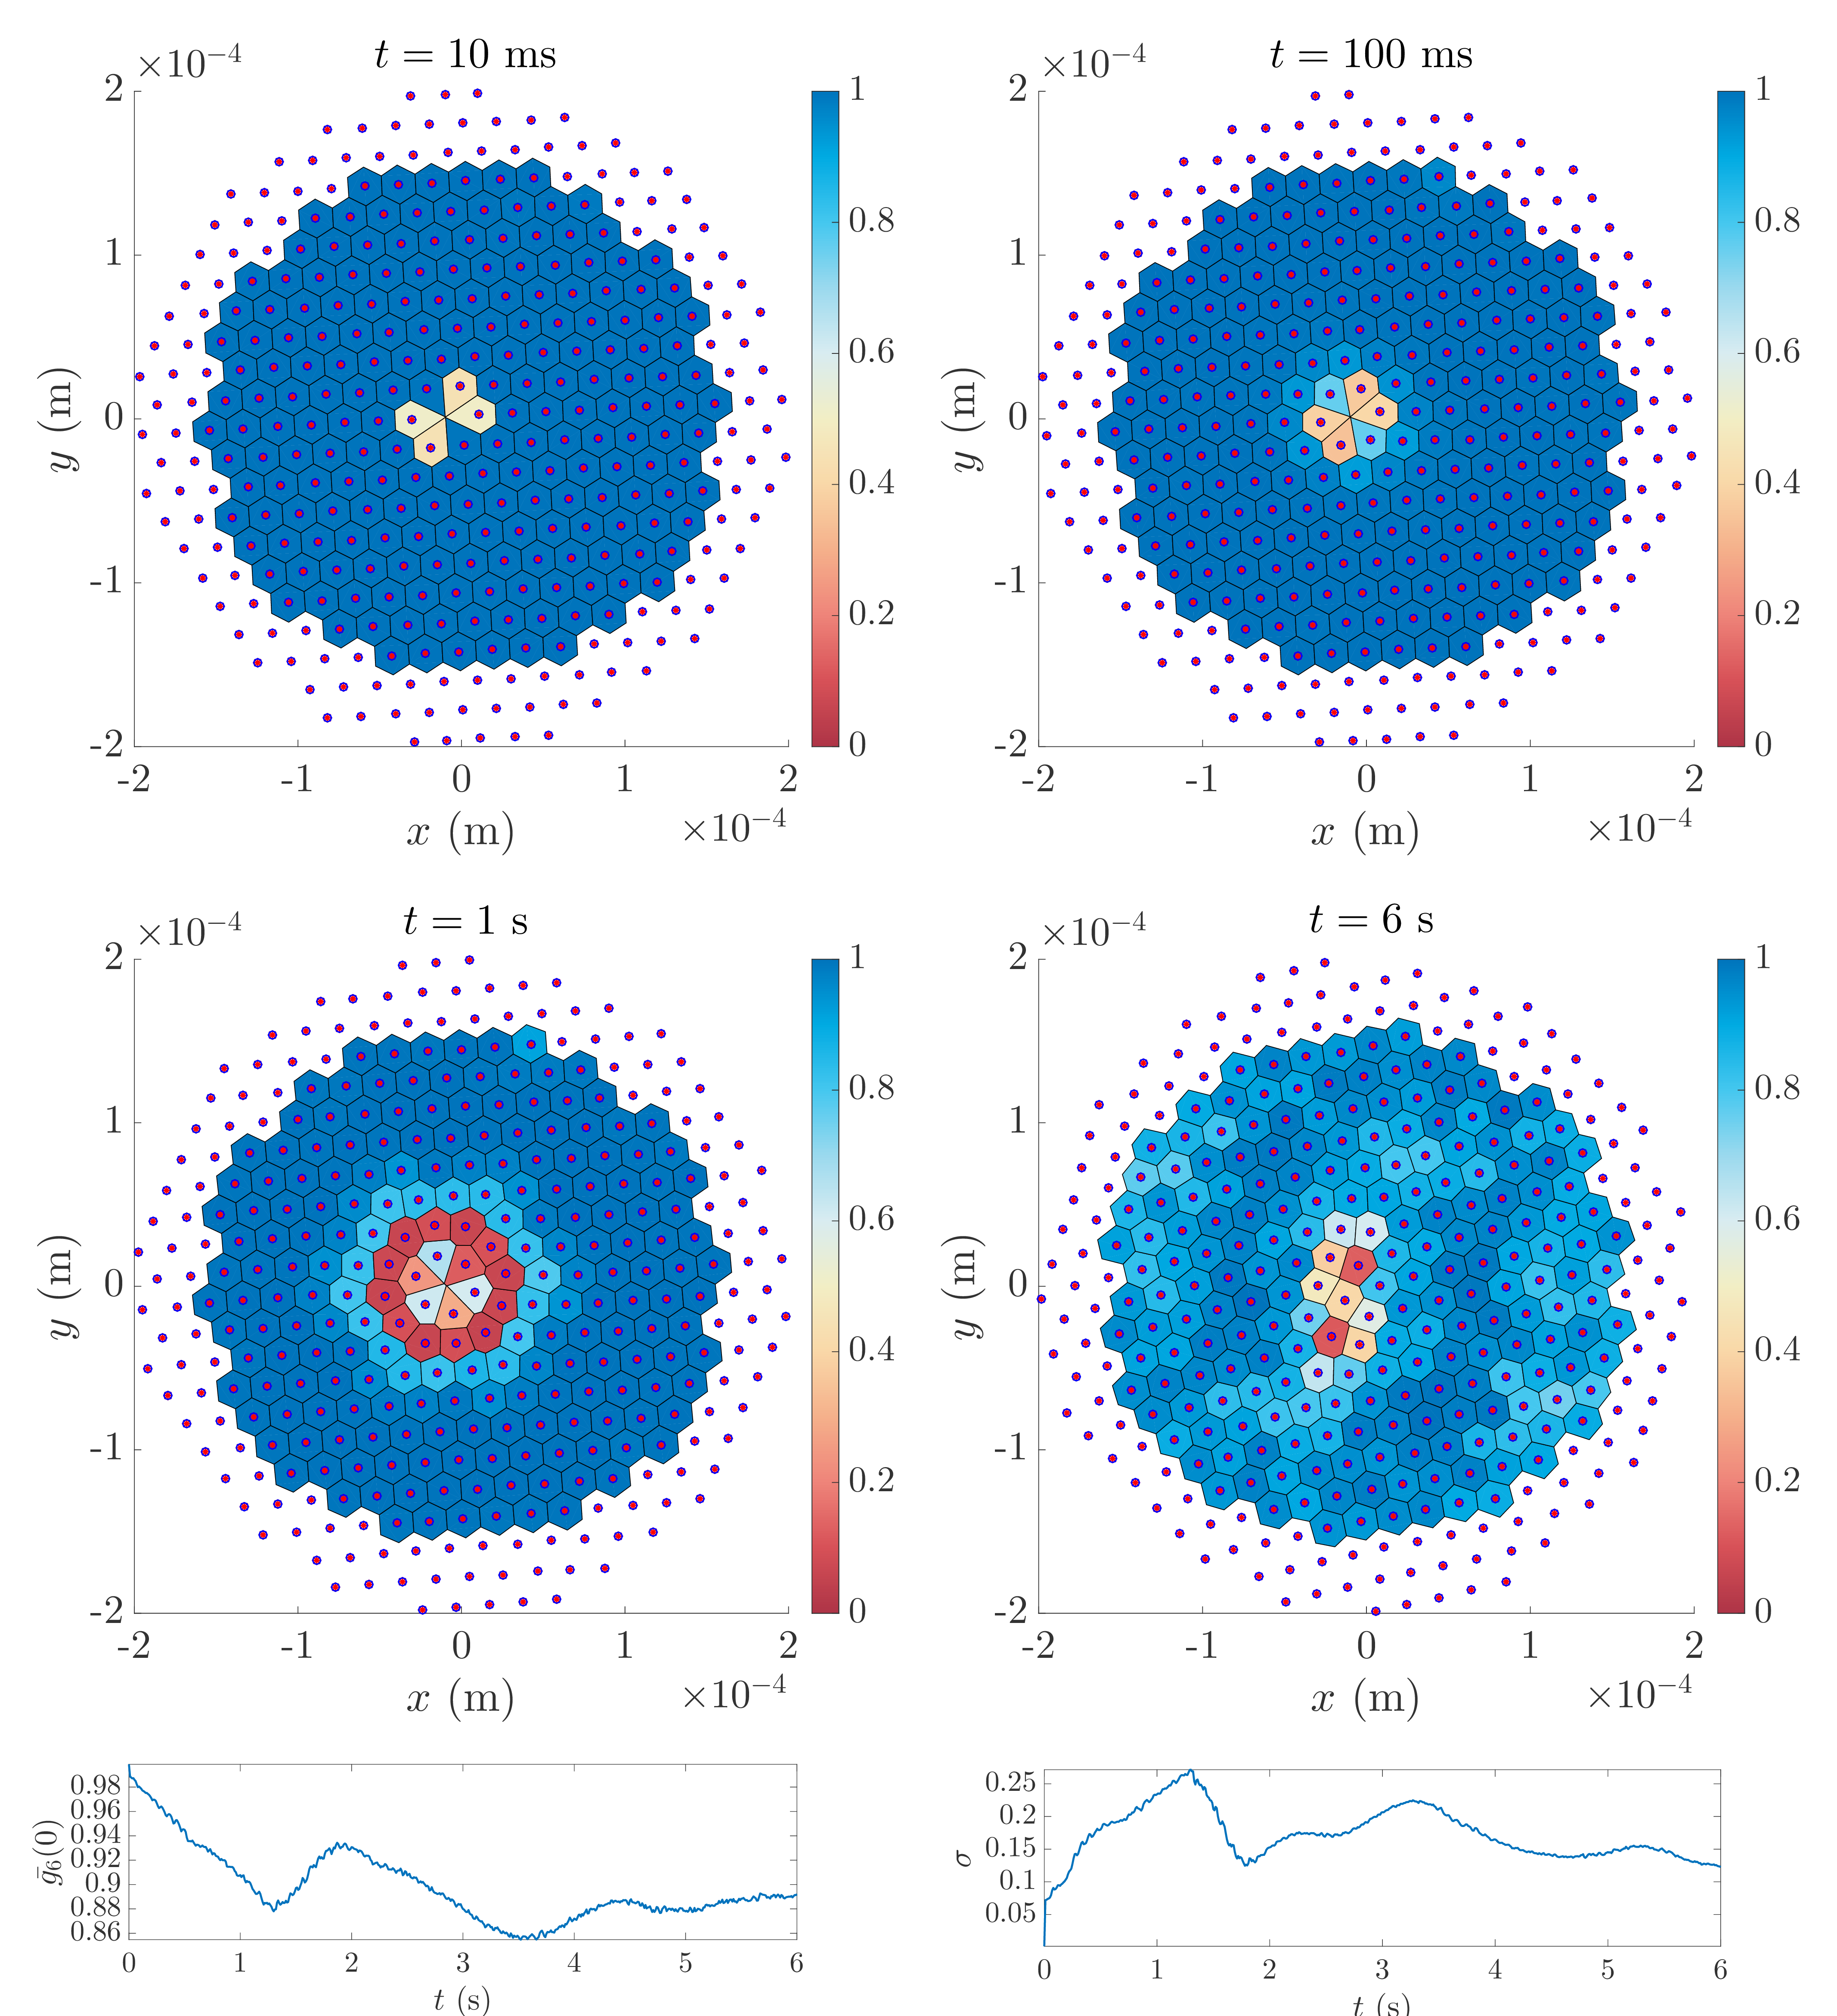 t = 10 ms
×10⁻⁴
2
1
0
-1
-2
y (m)
-2 -1 0 1 2
x (m)
×10⁻⁴
1
0.8
0.6
0.4
0.2
0
t = 100 ms
×10⁻⁴
2
1
0
-1
-2
y (m)
-2 -1 0 1 2
x (m)
×10⁻⁴
1
0.8
0.6
0.4
0.2
0
t = 1 s
×10⁻⁴
2
1
0
-1
-2
y (m)
-2 -1 0 1 2
x (m)
×10⁻⁴
1
0.8
0.6
0.4
0.2
0
t = 6 s
×10⁻⁴
2
1
0
-1
-2
y (m)
-2 -1 0 1 2
x (m)
×10⁻⁴
1
0.8
0.6
0.4
0.2
0
0.98
0.96
0.94
0.92
0.9
0.88
0.86
ḡ₆(0)
0 1 2 3 4 5 6
t (s)
0.25
0.2
0.15
0.1
0.05
σ
0 1 2 3 4 5 6
t (s)